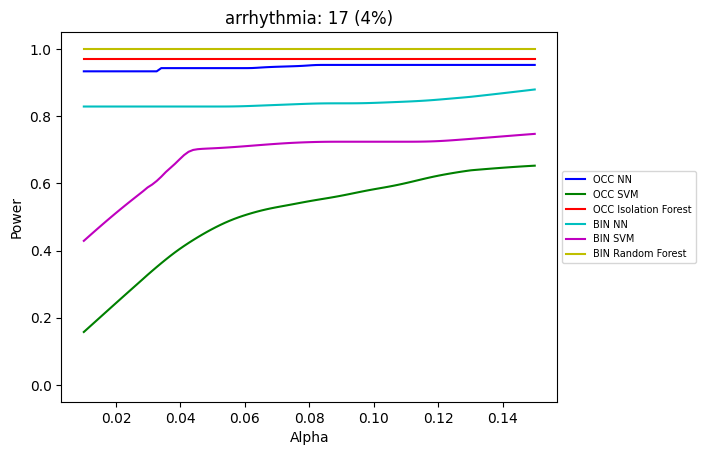 arrhythmia: 17 (4%)
1.0
0.8
0.6
0.4
0.2
0.0
Power
0.02
0.04
0.06
0.08
0.10
0.12
0.14
Alpha
OCC NN
OCC SVM
OCC Isolation Forest
BIN NN
BIN SVM
BIN Random Forest